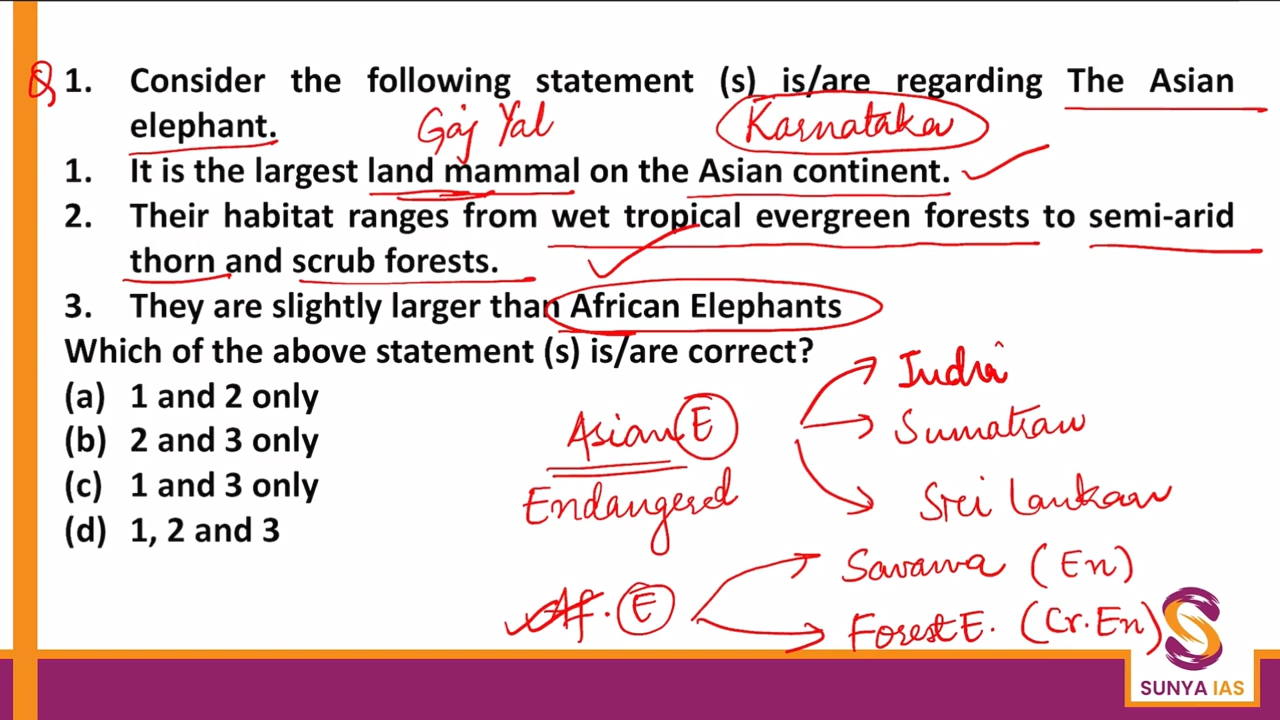 Q 1. Consider the following statement (s) is/are regarding The Asian
elephant.
Gaj Yal Karnataka
1. It is the largest land mammal on the Asian continent.
2. Their habitat ranges from wet tropical evergreen forests to semi-arid
thorn and scrub forests.
3. They are slightly larger than African Elephants
Which of the above statement (s) is/are correct?
(a) 1 and 2 only
(b) 2 and 3 only
(c) 1 and 3 only
(d) 1, 2 and 3
Asian E
Endangered
India
Sumatran
Sri Lankan
Af. E
Savana (En)
Forest E. (Cr. En)
SUNYA IAS